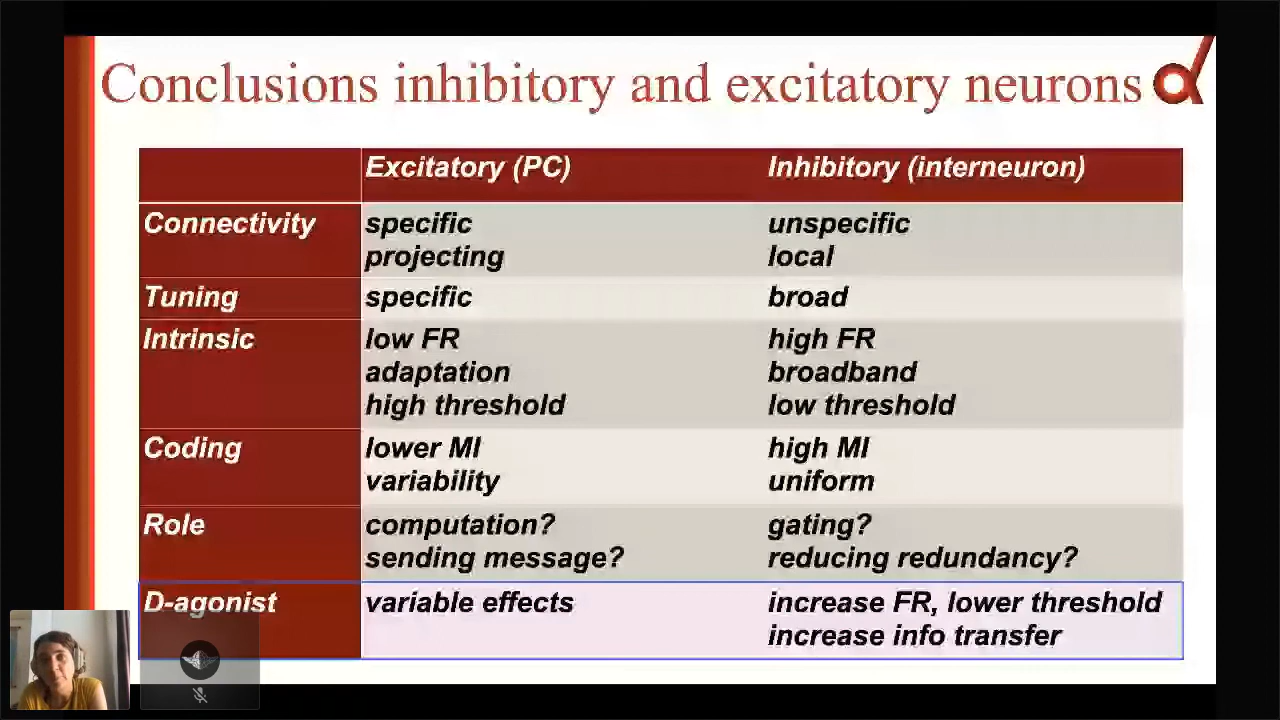 Conclusions inhibitory and excitatory neurons
Excitatory (PC) Inhibitory (interneuron)
Connectivity specific unspecific
projecting local
Tuning specific broad
Intrinsic low FR high FR
adaptation broadband
high threshold low threshold
Coding lower MI high MI
variability uniform
Role computation? gating?
sending message? reducing redundancy?
D-agonist variable effects increase FR, lower threshold
increase info transfer